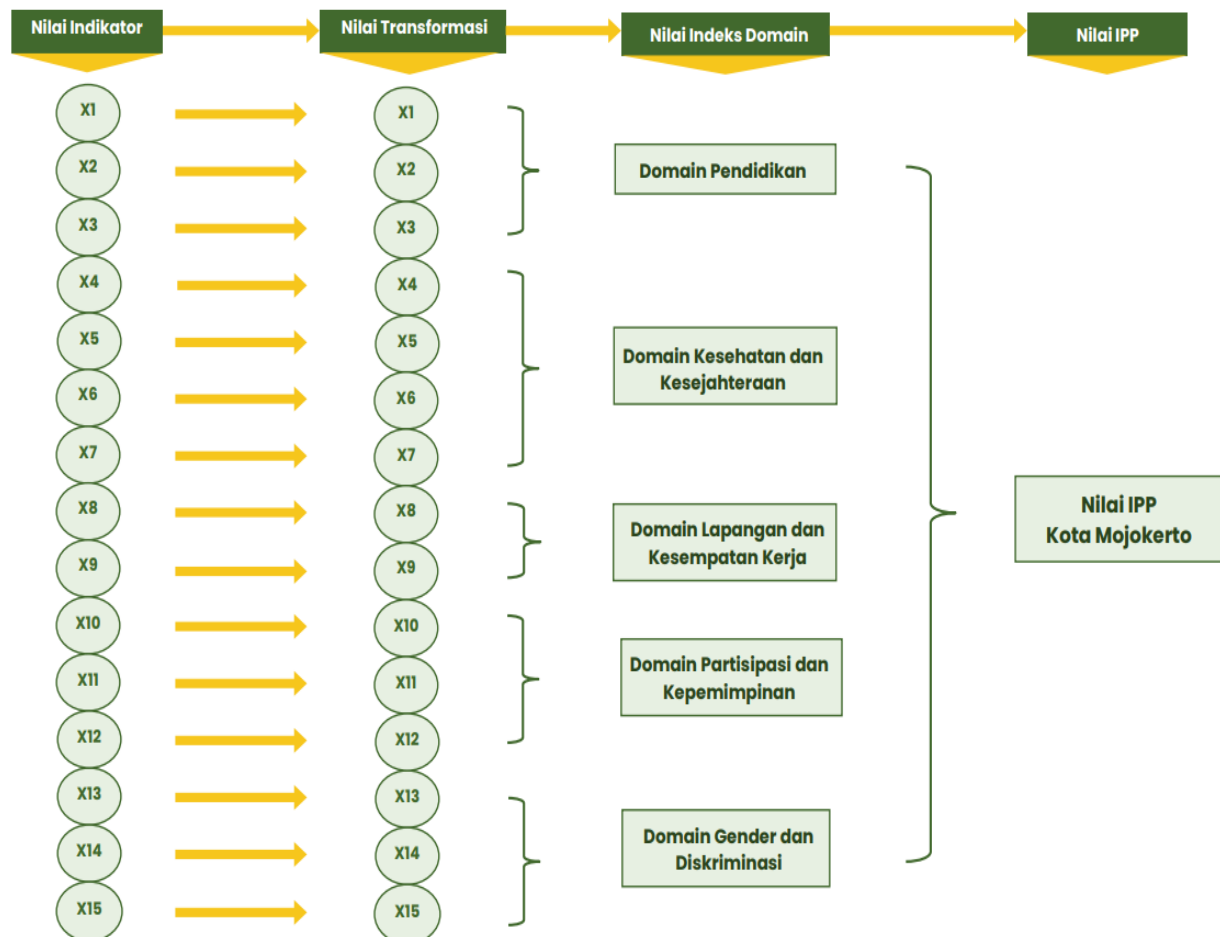 Nilai Indikator
Nilai Transformasi
Nilai Indeks Domain
Nilai IPP
X1
X2
X3
X4
X5
X6
X7
X8
X9
X10
X11
X12
X13
X14
X15
X1
X2
X3
X4
X5
X6
X7
X8
X9
X10
X11
X12
X13
X14
X15
Domain Pendidikan
Domain Kesehatan dan
Kesejahteraan
Domain Lapangan dan
Kesempatan Kerja
Domain Partisipasi dan
Kepemimpinan
Domain Gender dan
Diskriminasi
Nilai IPP
Kota Mojokerto